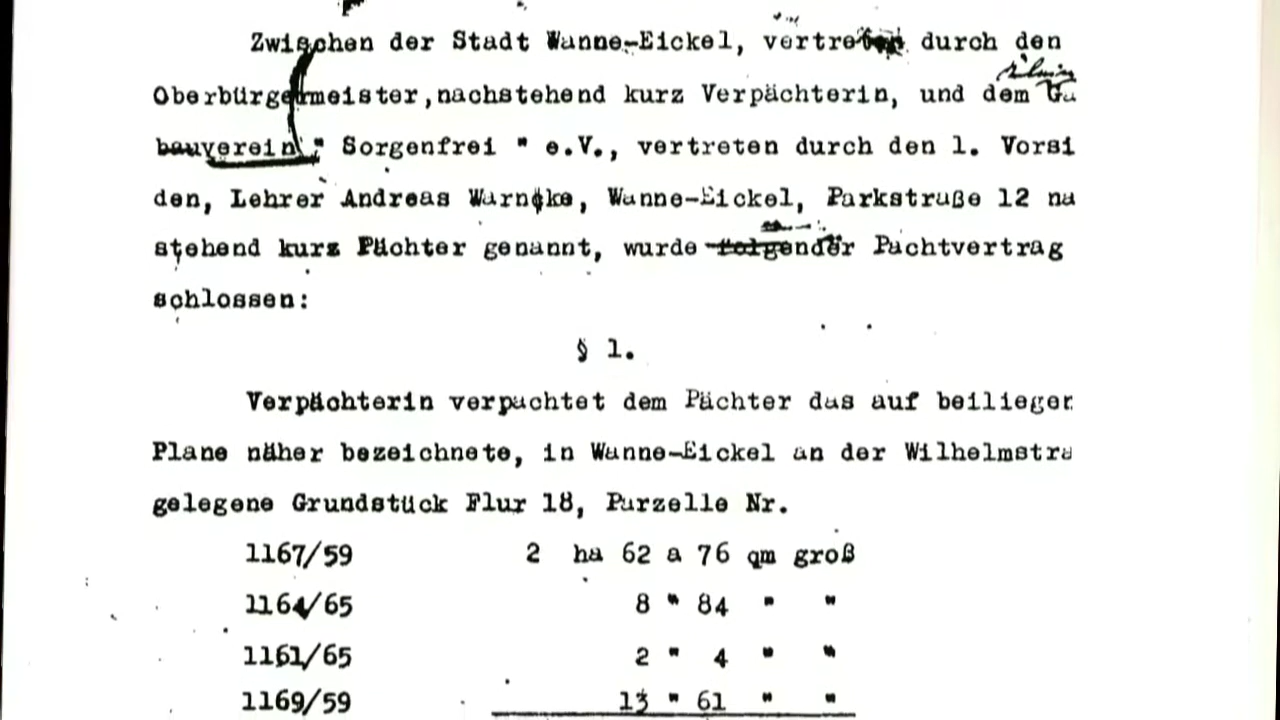 Zwischen der Stadt Wanne-Eickel, vertreten durch den
Oberbürgermeister,nachstehend kurz Verpächterin, und dem
bauverein " Sorgenfrei " e.V., vertreten durch den 1. Vorsi
den, Lehrer Andreas Warncke, Wanne-Eickel, Parkstraße 12 na
stehend kurz Pächter genannt, wurde folgender Pachtvertrag
schlossen:
§ 1.
Verpächterin verpachtet dem Pächter das auf beiliegen
Plane näher bezeichnete, in Wanne-Eickel an der Wilhelmstra
gelegene Grundstück Flur 18, Parzelle Nr.
1167/59 2 ha 62 a 76 qm groß
1164/65 8 " 84 " "
1161/65 2 " 4 " "
1169/59 13 " 61 " "